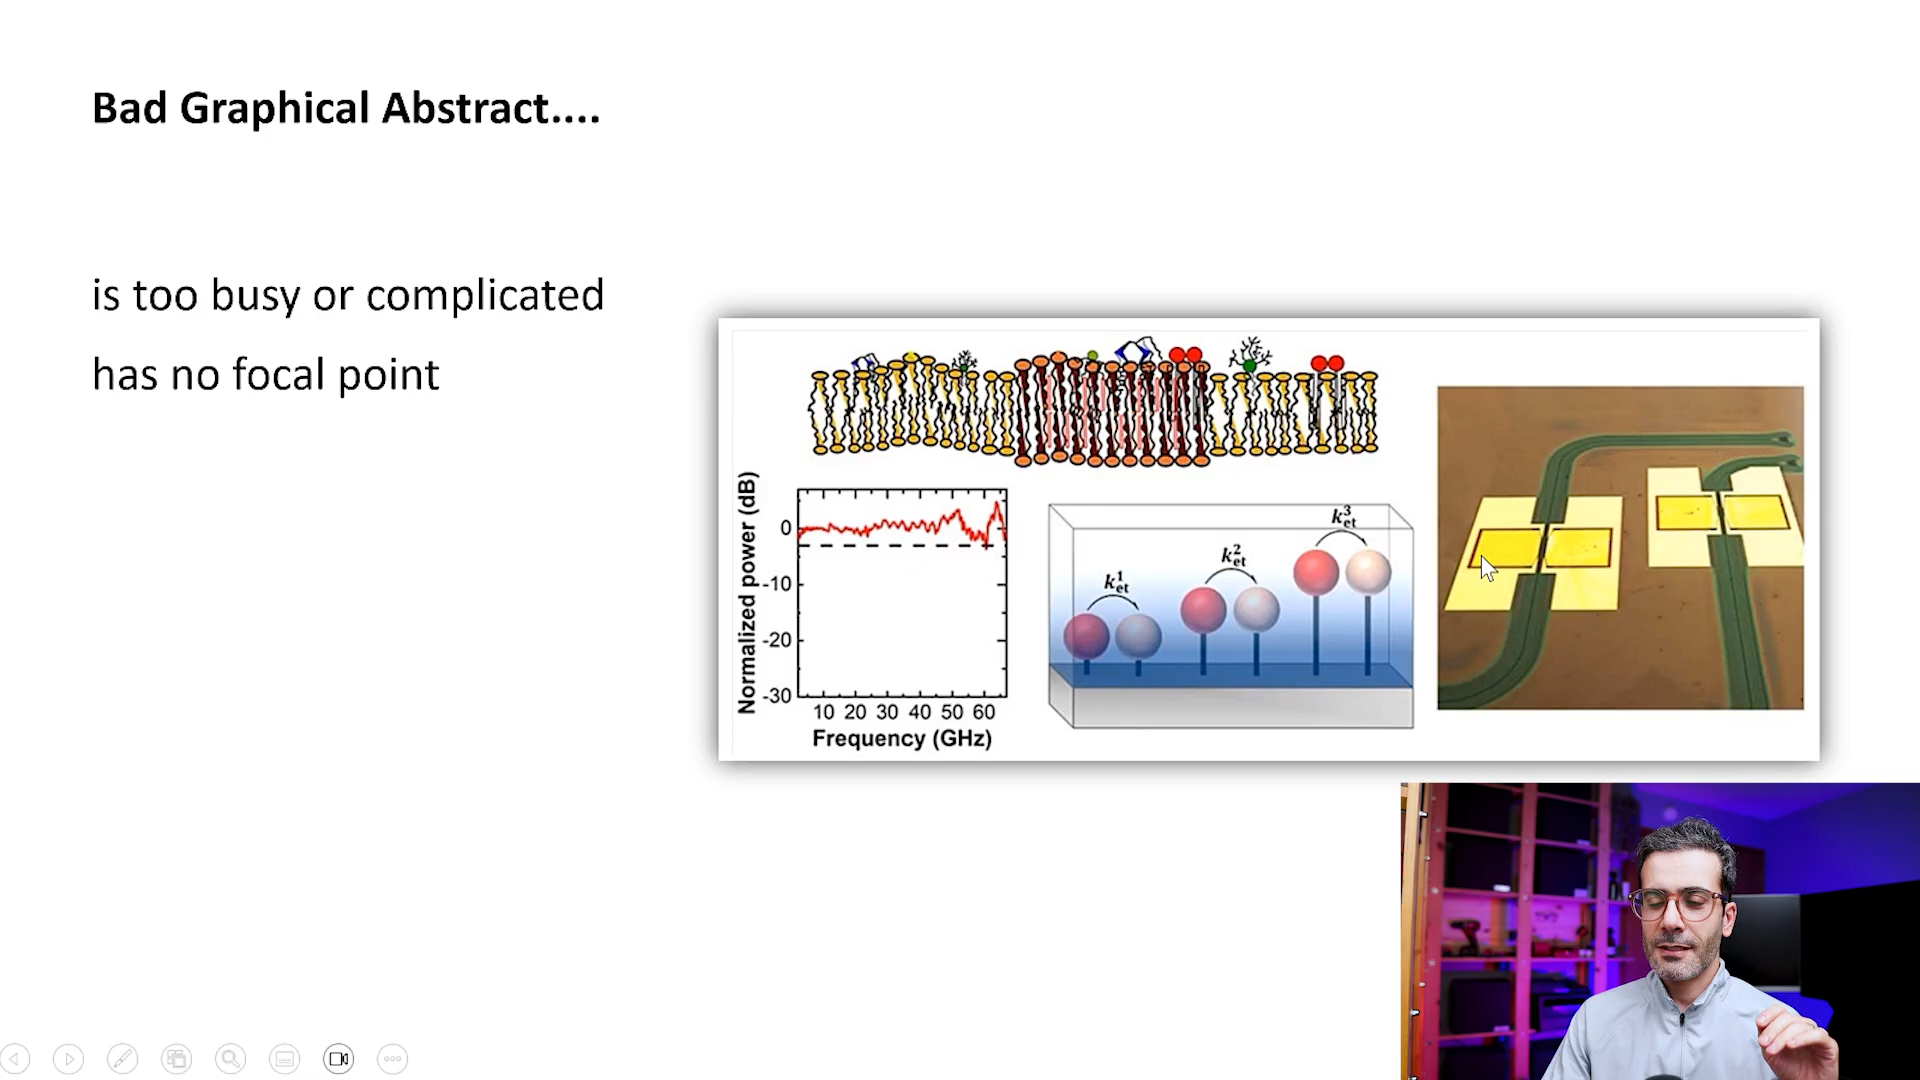 Bad Graphical Abstract....
is too busy or complicated
has no focal point
Normalized power (dB)
0
-10
-20
-30
10 20 30 40 50 60
Frequency (GHz)
k¹et
k²et
k³et